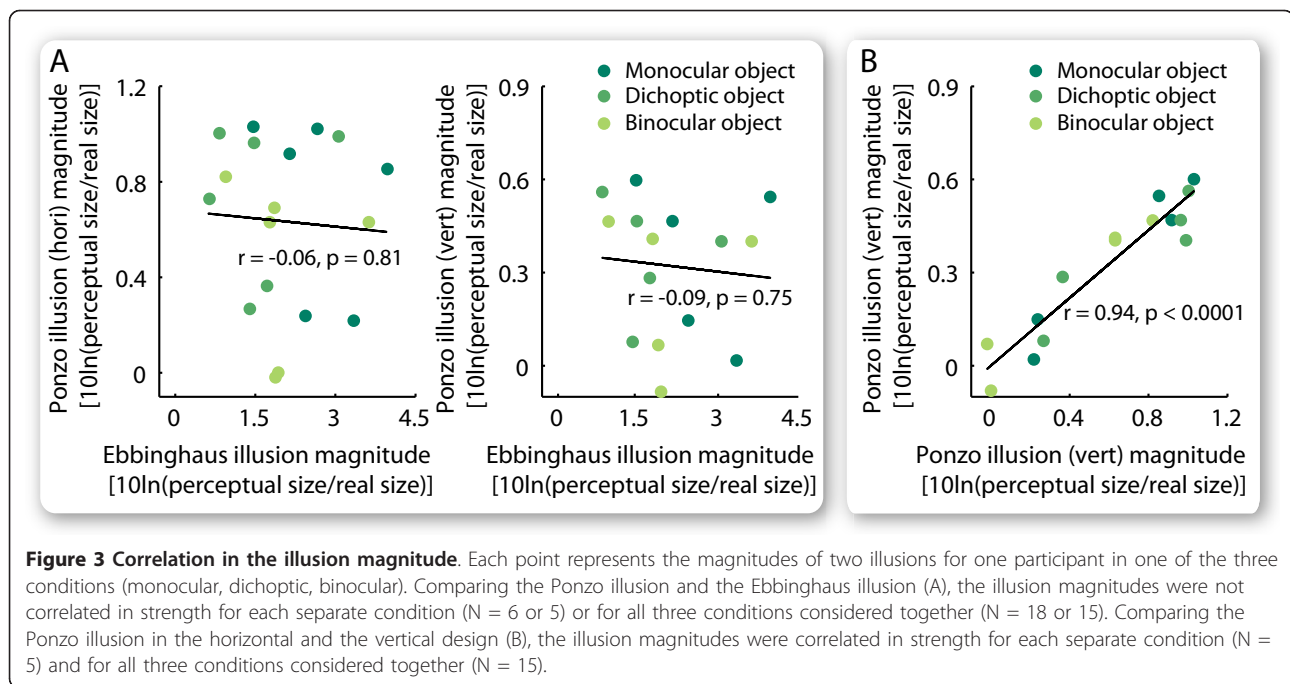 A
Monocular object
Dichoptic object
Binocular object
Ponzo illusion (hori) magnitude
[10ln(perceptual size/real size)]
1.2
0.8
0.4
0
r = -0.06, p = 0.81
0
1.5
3
4.5
Ebbinghaus illusion magnitude
[10ln(perceptual size/real size)]
Ponzo illusion (vert) magnitude
[10ln(perceptual size/real size)]
0.9
0.6
0.3
0
r = -0.09, p = 0.75
0
1.5
3
4.5
Ebbinghaus illusion magnitude
[10ln(perceptual size/real size)]
B
Monocular object
Dichoptic object
Binocular object
Ponzo illusion (vert) magnitude
[10ln(perceptual size/real size)]
0.9
0.6
0.3
0
r = 0.94, p < 0.0001
0
0.4
0.8
1.2
Ponzo illusion (vert) magnitude
[10ln(perceptual size/real size)]
Figure 3 Correlation in the illusion magnitude. Each point represents the magnitudes of two illusions for one participant in one of the three
conditions (monocular, dichoptic, binocular). Comparing the Ponzo illusion and the Ebbinghaus illusion (A), the illusion magnitudes were not
correlated in strength for each separate condition (N = 6 or 5) or for all three conditions considered together (N = 18 or 15). Comparing the
Ponzo illusion in the horizontal and the vertical design (B), the illusion magnitudes were correlated in strength for each separate condition (N =
5) and for all three conditions considered together (N = 15).